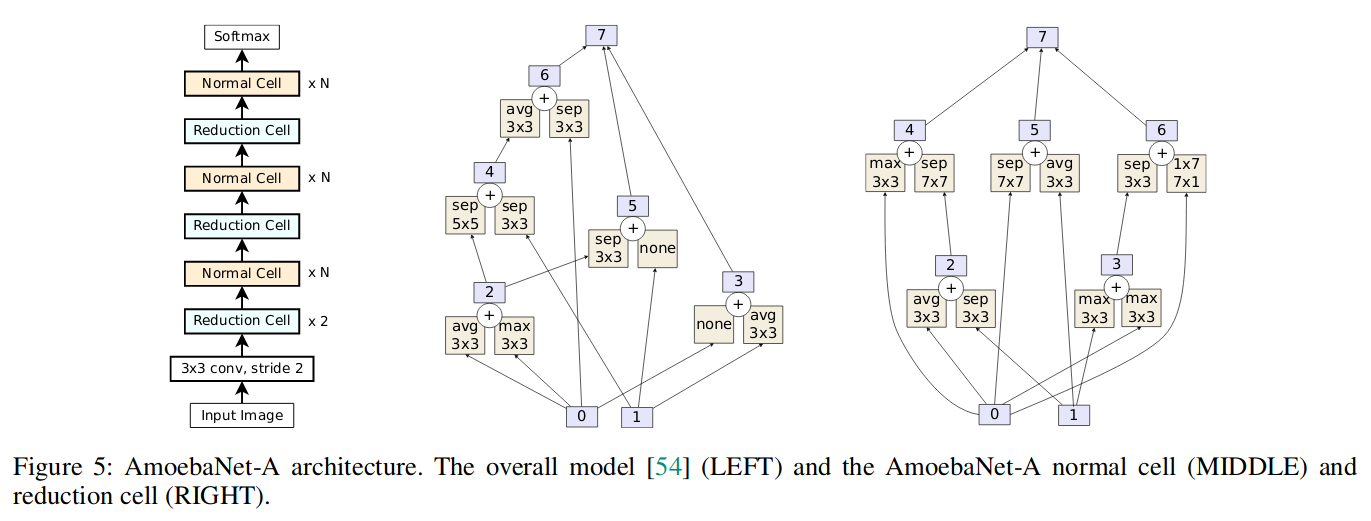 Softmax
Normal Cell x N
Reduction Cell
Normal Cell x N
Reduction Cell
Normal Cell x N
Reduction Cell x 2
3x3 conv, stride 2
Input Image
7
6
+
avg 3x3
sep 3x3
4
+
sep 5x5
sep 3x3
5
+
sep 3x3
none
2
+
avg 3x3
max 3x3
3
+
none
avg 3x3
0
1
7
4
+
max 3x3
sep 7x7
5
+
sep 7x7
avg 3x3
6
+
sep 3x3
1x7 7x1
2
+
avg 3x3
sep 3x3
3
+
max 3x3
max 3x3
0
1
Figure 5: AmoebaNet-A architecture. The overall model [54] (LEFT) and the AmoebaNet-A normal cell (MIDDLE) and
reduction cell (RIGHT).